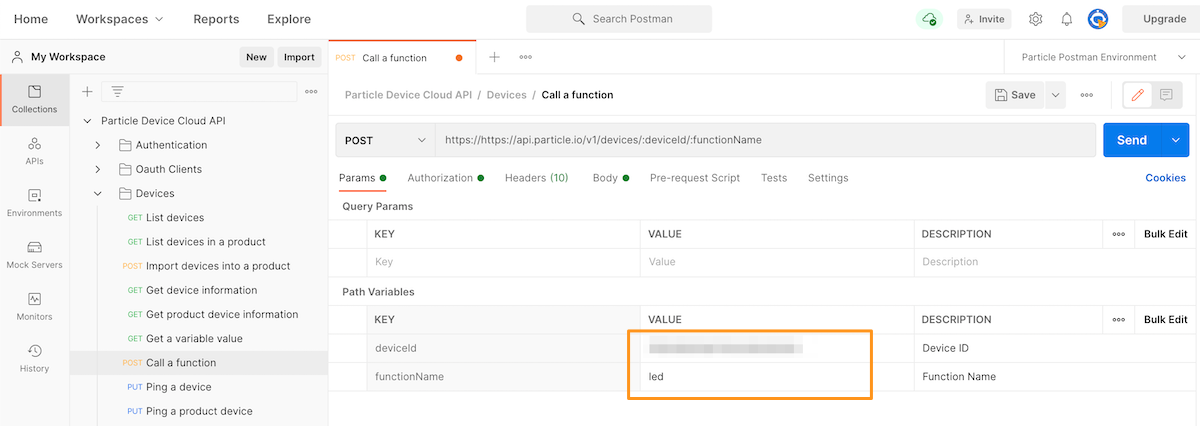 Home Workspaces Reports Explore Search Postman Invite Upgrade
My Workspace New Import
POST Call a function Particle Postman Environment
Collections
APIs
Environments
Mock Servers
Monitors
History
Particle Device Cloud API
Authentication
Oauth Clients
Devices
GET List devices
GET List devices in a product
POST Import devices into a product
GET Get device information
GET Get product device information
GET Get a variable value
POST Call a function
PUT Ping a device
PUT Ping a product device
Particle Device Cloud API / Devices / Call a function Save
POST https://https://api.particle.io/v1/devices/:deviceId/:functionName Send
Params Authorization Headers (10) Body Pre-request Script Tests Settings Cookies
Query Params
KEY VALUE DESCRIPTION Bulk Edit
Key Value Description
Path Variables
KEY VALUE DESCRIPTION Bulk Edit
deviceId Device ID
functionName led Function Name